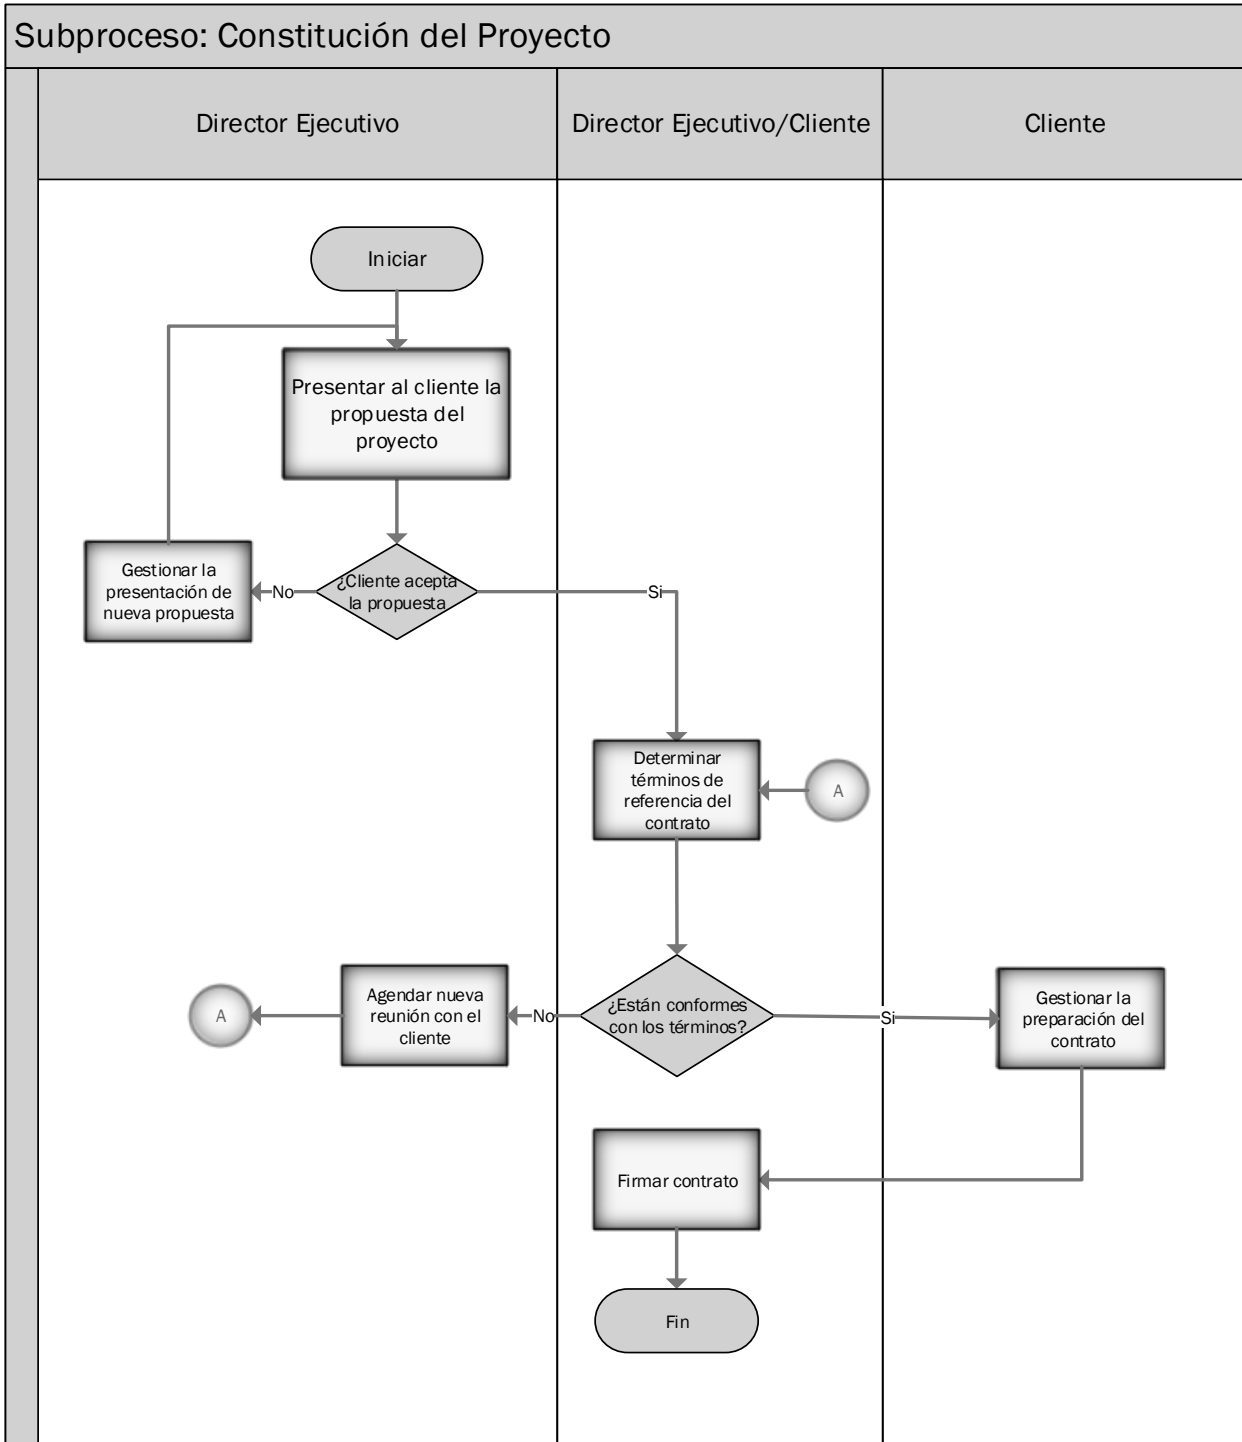 Subproceso: Constitución del Proyecto
Director Ejecutivo
Director Ejecutivo/Cliente
Cliente
Iniciar
Presentar al cliente la
propuesta del
proyecto
Gestionar la
presentación de
nueva propuesta
No
¿Cliente acepta
la propuesta
Si
Determinar
términos de
referencia del
contrato
A
A
Agendar nueva
reunión con el
cliente
No
¿Están conformes
con los términos?
Si
Gestionar la
preparación del
contrato
Firmar contrato
Fin